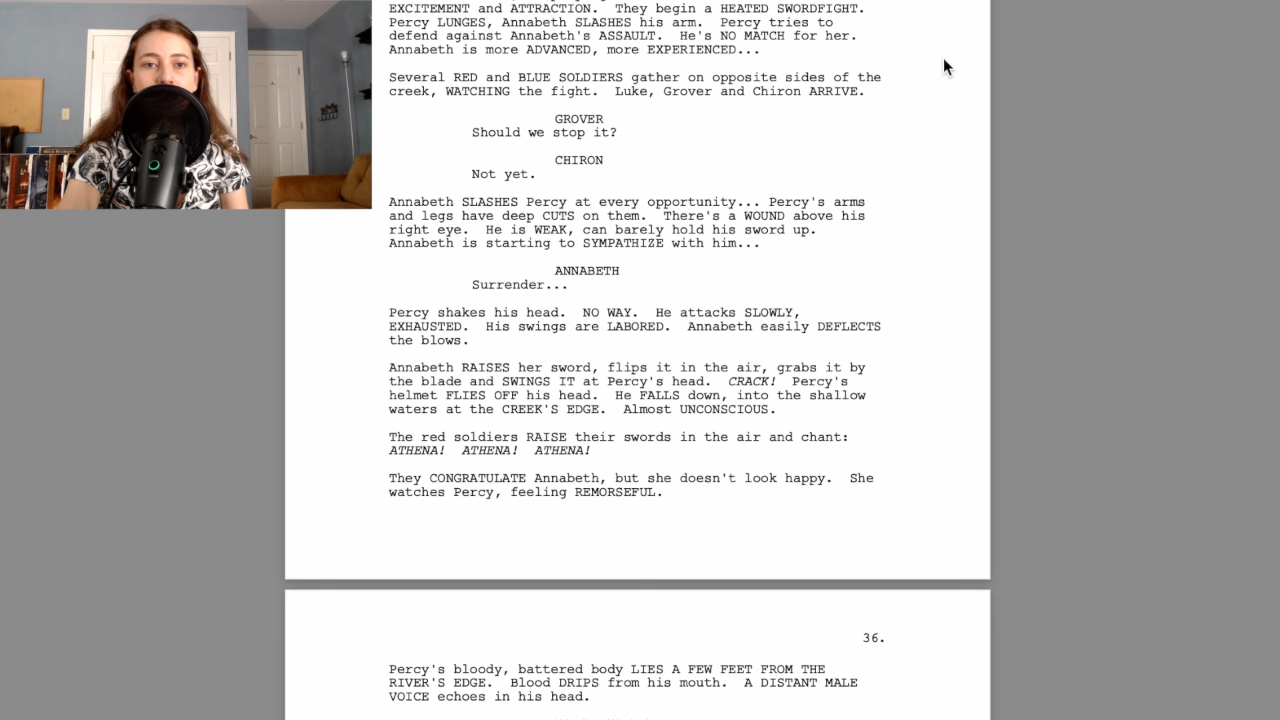 EXCITEMENT and ATTRACTION. They begin a HEATED SWORDFIGHT.
Percy LUNGES, Annabeth SLASHES his arm. Percy tries to
defend against Annabeth's ASSAULT. He's NO MATCH for her.
Annabeth is more ADVANCED, more EXPERIENCED...
Several RED and BLUE SOLDIERS gather on opposite sides of the
creek, WATCHING the fight. Luke, Grover and Chiron ARRIVE.
GROVER
Should we stop it?
CHIRON
Not yet.
Annabeth SLASHES Percy at every opportunity... Percy's arms
and legs have deep CUTS on them. There's a WOUND above his
right eye. He is WEAK, can barely hold his sword up.
Annabeth is starting to SYMPATHIZE with him...
ANNABETH
Surrender...
Percy shakes his head. NO WAY. He attacks SLOWLY,
EXHAUSTED. His swings are LABORED. Annabeth easily DEFLECTS
the blows.
Annabeth RAISES her sword, flips it in the air, grabs it by
the blade and SWINGS IT at Percy's head. CRACK! Percy's
helmet FLIES OFF his head. He FALLS down, into the shallow
waters at the CREEK'S EDGE. Almost UNCONSCIOUS.
The red soldiers RAISE their swords in the air and chant:
ATHENA! ATHENA! ATHENA!
They CONGRATULATE Annabeth, but she doesn't look happy. She
watches Percy, feeling REMORSEFUL.
36.
Percy's bloody, battered body LIES A FEW FEET FROM THE
RIVER'S EDGE. Blood DRIPS from his mouth. A DISTANT MALE
VOICE echoes in his head.